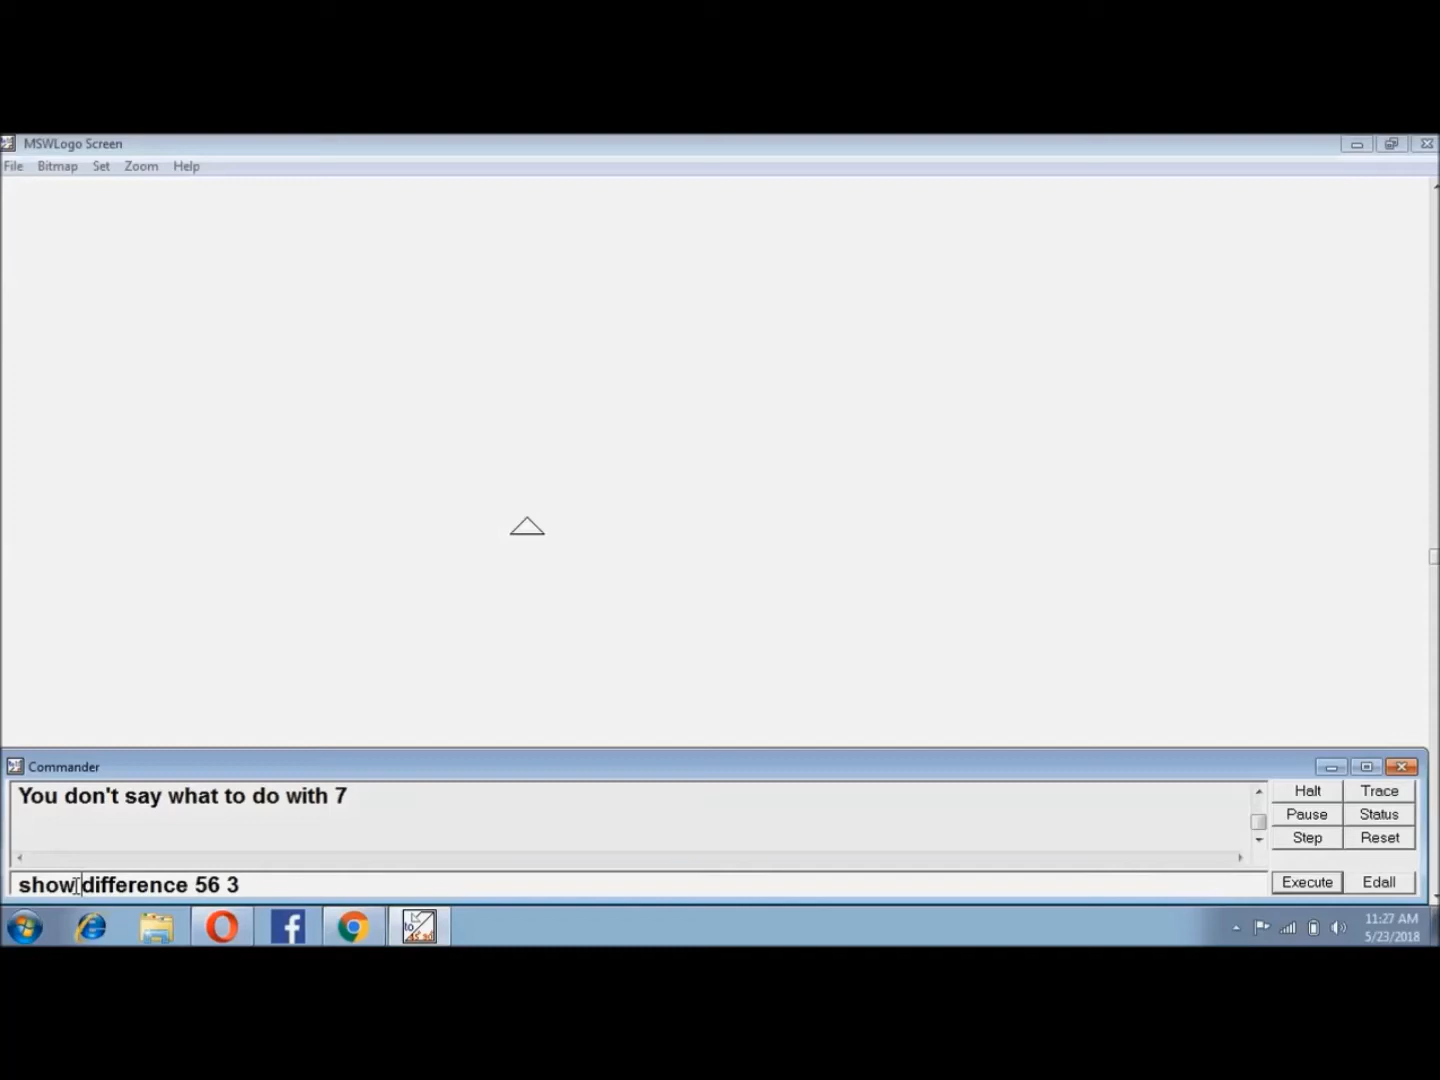 MSWLogo Screen
File Bitmap Set Zoom Help
Commander
You don't say what to do with 7
Halt Trace
Pause Status
Step Reset
show difference 56 3
Execute Edall
11:27 AM
5/23/2018